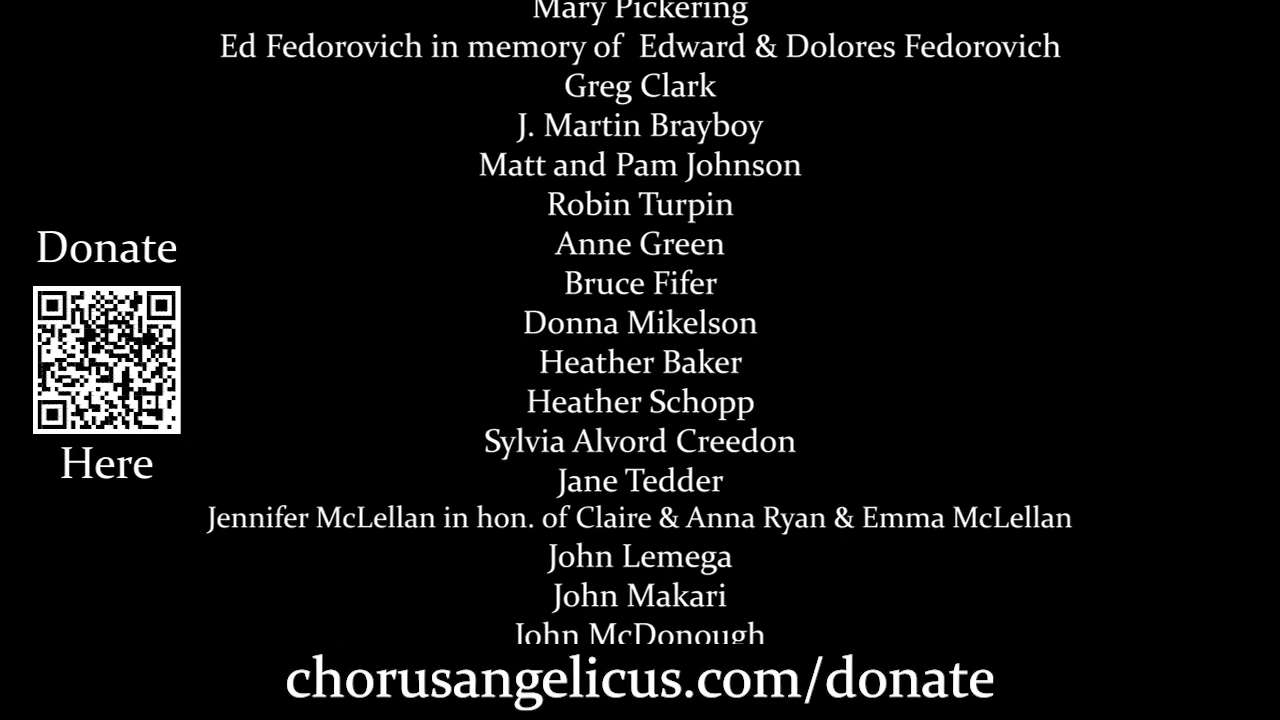 Mary Pickering
Ed Fedorovich in memory of Edward & Dolores Fedorovich
Greg Clark
J. Martin Brayboy
Matt and Pam Johnson
Robin Turpin
Anne Green
Bruce Fifer
Donna Mikelson
Heather Baker
Heather Schopp
Sylvia Alvord Creedon
Jane Tedder
Jennifer McLellan in hon. of Claire & Anna Ryan & Emma McLellan
John Lemega
John Makari
John McDonough
Donate
Here
chorusangelicus.com/donate